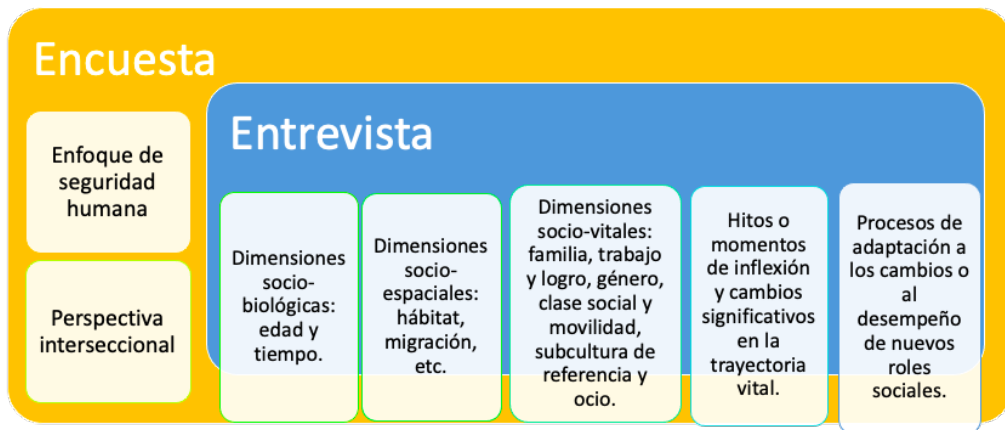 Encuesta
Enfoque de
seguridad
humana
Perspectiva
interseccional
Entrevista
Dimensiones
socio-
biológicas:
edad y
tiempo.
Dimensiones
socio-
espaciales:
hábitat,
migración,
etc.
Dimensiones
socio-vitales:
familia, trabajo
y logro, género,
clase social y
movilidad,
subcultura de
referencia y
ocio.
Hitos o
momentos
de inflexión
y cambios
significativos
en la
trayectoria
vital.
Procesos de
adaptación a
los cambios o
al
desempeño
de nuevos
roles
sociales.